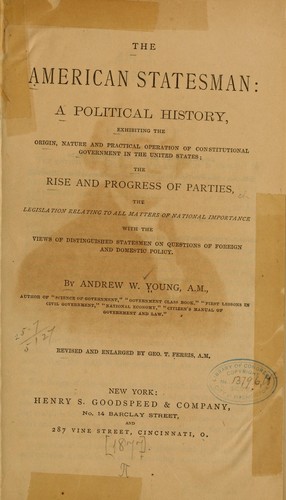 THE
AMERICAN STATESMAN:
A POLITICAL HISTORY,
EXHIBITING THE
ORIGIN, NATURE AND PRACTICAL OPERATION OF CONSTITUTIONAL
GOVERNMENT IN THE UNITED STATES;
THE
RISE AND PROGRESS OF PARTIES,
THE
LEGISLATION RELATING TO ALL MATTERS OF NATIONAL IMPORTANCE
WITH THE
VIEWS OF DISTINGUISHED STATESMEN ON QUESTIONS OF FOREIGN
AND DOMESTIC POLICY.
BY ANDREW W. YOUNG, A.M.,
AUTHOR OF "SCIENCE OF GOVERNMENT," "GOVERNMENT CLASS BOOK," "FIRST LESSONS IN
CIVIL GOVERNMENT," "NATIONAL ECONOMY," "CITIZEN'S MANUAL OF
GOVERNMENT AND LAW."
REVISED AND ENLARGED BY GEO. T. FERRIS, A.M.
NEW YORK:
HENRY S. GOODSPEED & COMPANY,
No. 14 BARCLAY STREET,
AND
287 VINE STREET, CINCINNATI, O.
[1877]